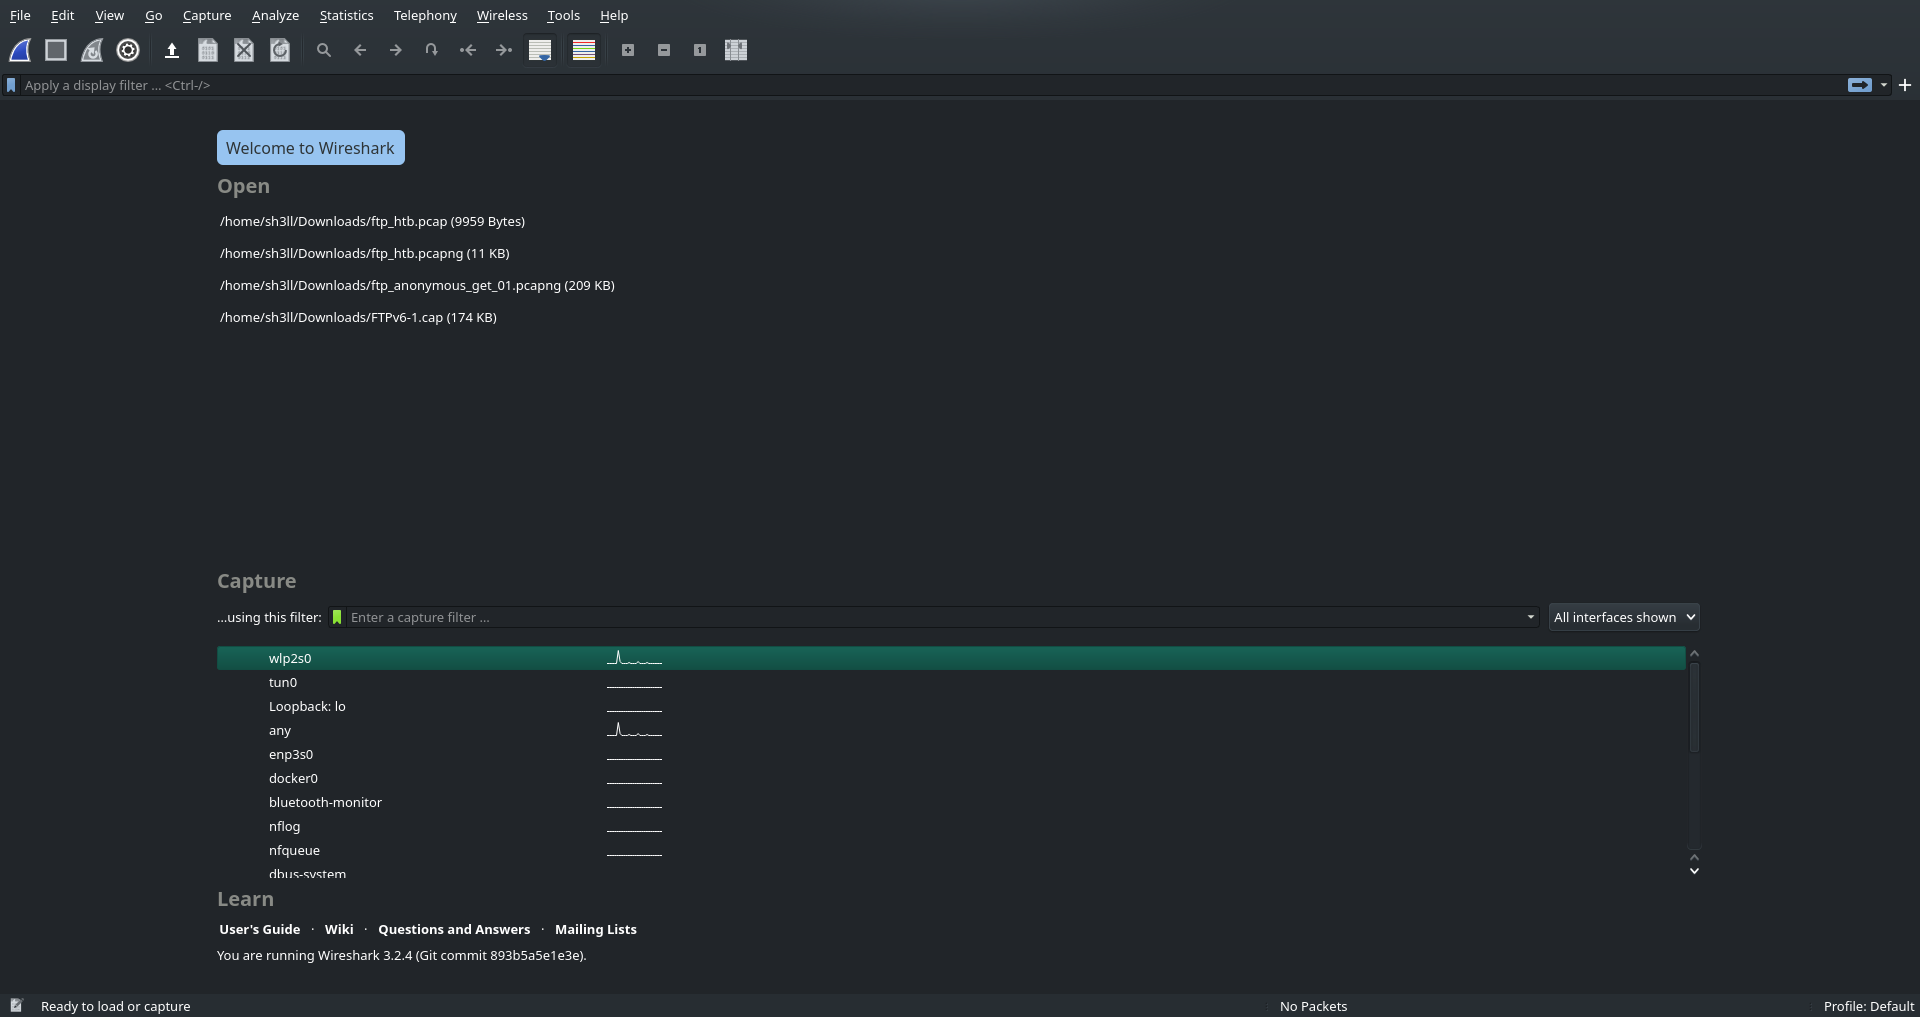 File Edit View Go Capture Analyze Statistics Telephony Wireless Tools Help
Apply a display filter ... <Ctrl-/>
Welcome to Wireshark
Open
/home/sh3ll/Downloads/ftp_htb.pcap (9959 Bytes)
/home/sh3ll/Downloads/ftp_htb.pcapng (11 KB)
/home/sh3ll/Downloads/ftp_anonymous_get_01.pcapng (209 KB)
/home/sh3ll/Downloads/FTPv6-1.cap (174 KB)
Capture
...using this filter: Enter a capture filter ... All interfaces shown
wlp2s0
tun0
Loopback: lo
any
enp3s0
docker0
bluetooth-monitor
nflog
nfqueue
dbus-system
Learn
User's Guide · Wiki · Questions and Answers · Mailing Lists
You are running Wireshark 3.2.4 (Git commit 893b5a5e1e3e).
Ready to load or capture No Packets Profile: Default